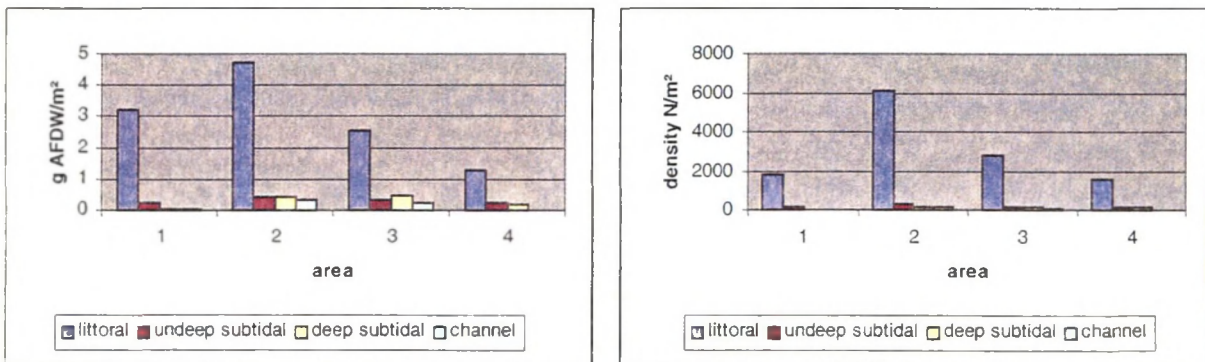 g AFDW/m²
5
4
3
2
1
0
1 2 3 4
area
littoral undeep subtidal deep subtidal channel
density N/m²
8000
6000
4000
2000
0
1 2 3 4
area
littoral undeep subtidal deep subtidal channel